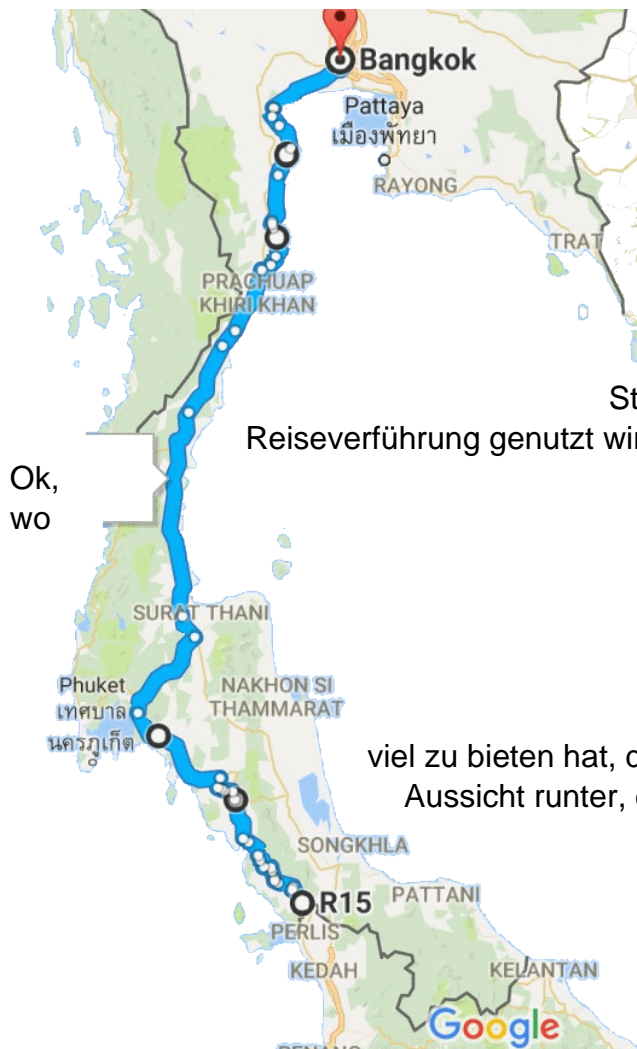 Bangkok
Pattaya
เมืองพัทยา
RAYONG
TRAT
PRACHUAP
KHIRI KHAN
St
Reiseverführung genutzt wir
Ok,
wo
SURAT THANI
Phuket
เทศบาล
นครภูเก็ต
NAKHON SI
THAMMARAT
viel zu bieten hat, d
Aussicht runter,
SONGKHLA
R15
PATTANI
PERLIS
KEDAH
KELANTAN
Google